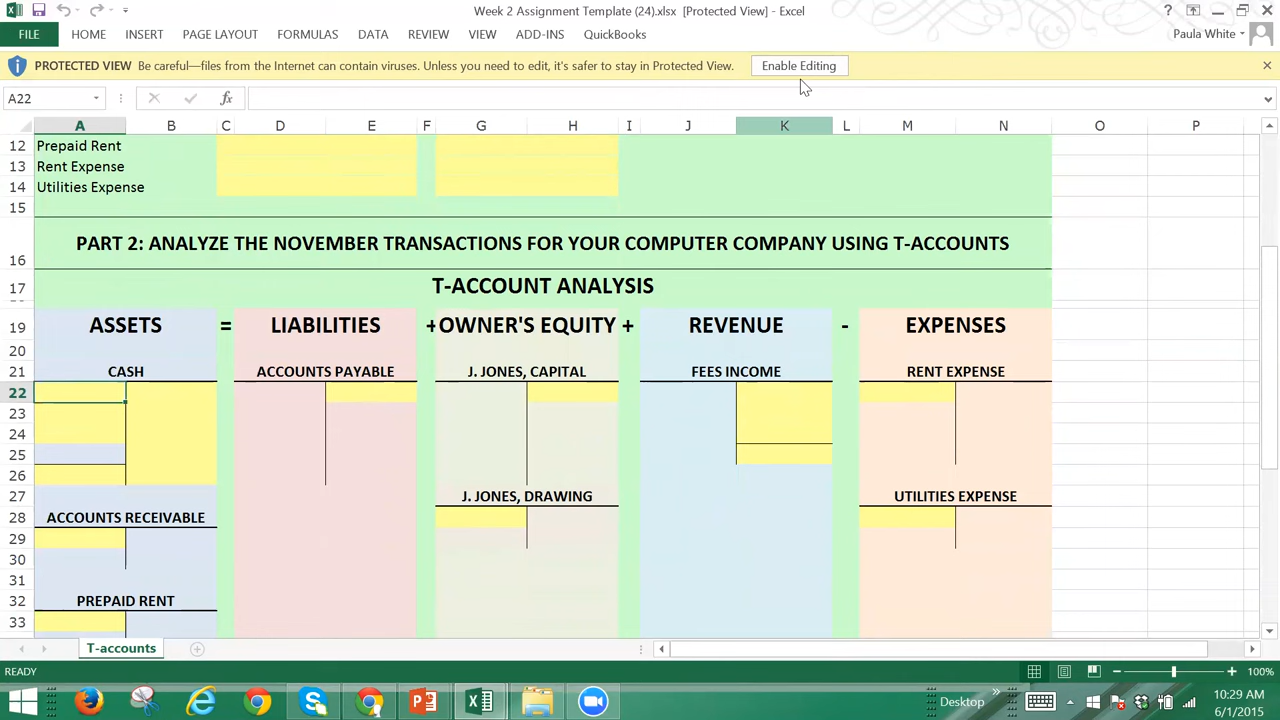 Week 2 Assignment Template (24).xlsx [Protected View] - Excel
FILE HOME INSERT PAGE LAYOUT FORMULAS DATA REVIEW VIEW ADD-INS QuickBooks Paula White
PROTECTED VIEW Be careful—files from the Internet can contain viruses. Unless you need to edit, it's safer to stay in Protected View. Enable Editing
A22 fx
A B C D E F G H I J K L M N O P
12 Prepaid Rent
13 Rent Expense
14 Utilities Expense
15
16 PART 2: ANALYZE THE NOVEMBER TRANSACTIONS FOR YOUR COMPUTER COMPANY USING T-ACCOUNTS
17 T-ACCOUNT ANALYSIS
19 ASSETS = LIABILITIES + OWNER'S EQUITY + REVENUE - EXPENSES
20
21 CASH ACCOUNTS PAYABLE J. JONES, CAPITAL FEES INCOME RENT EXPENSE
22
23
24
25
26
27 J. JONES, DRAWING UTILITIES EXPENSE
28 ACCOUNTS RECEIVABLE
29
30
31
32 PREPAID RENT
33
T-accounts
READY 100%
Desktop 10:29 AM
6/1/2015